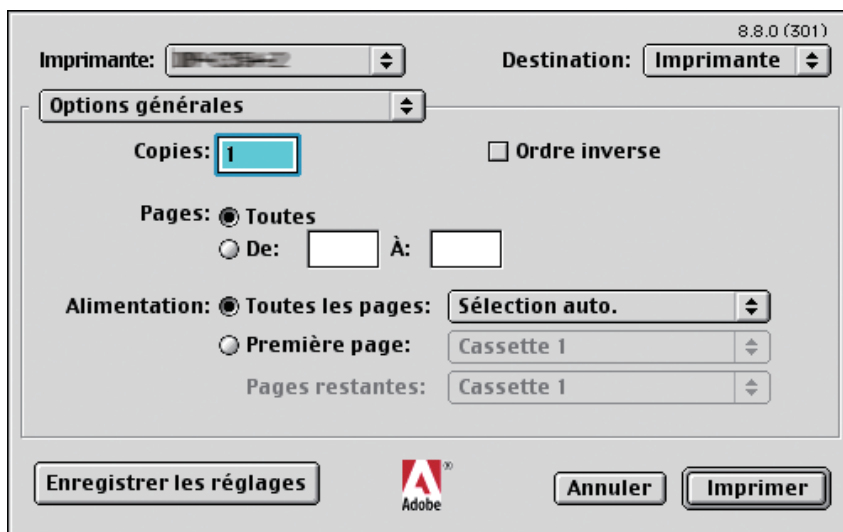 8.8.0 (301)
Imprimante: Destination: Imprimante
Options générales
Copies: 1 Ordre inverse
Pages: Toutes
De: À:
Alimentation: Toutes les pages: Sélection auto.
Première page: Cassette 1
Pages restantes: Cassette 1
Enregistrer les réglages Adobe® Annuler Imprimer